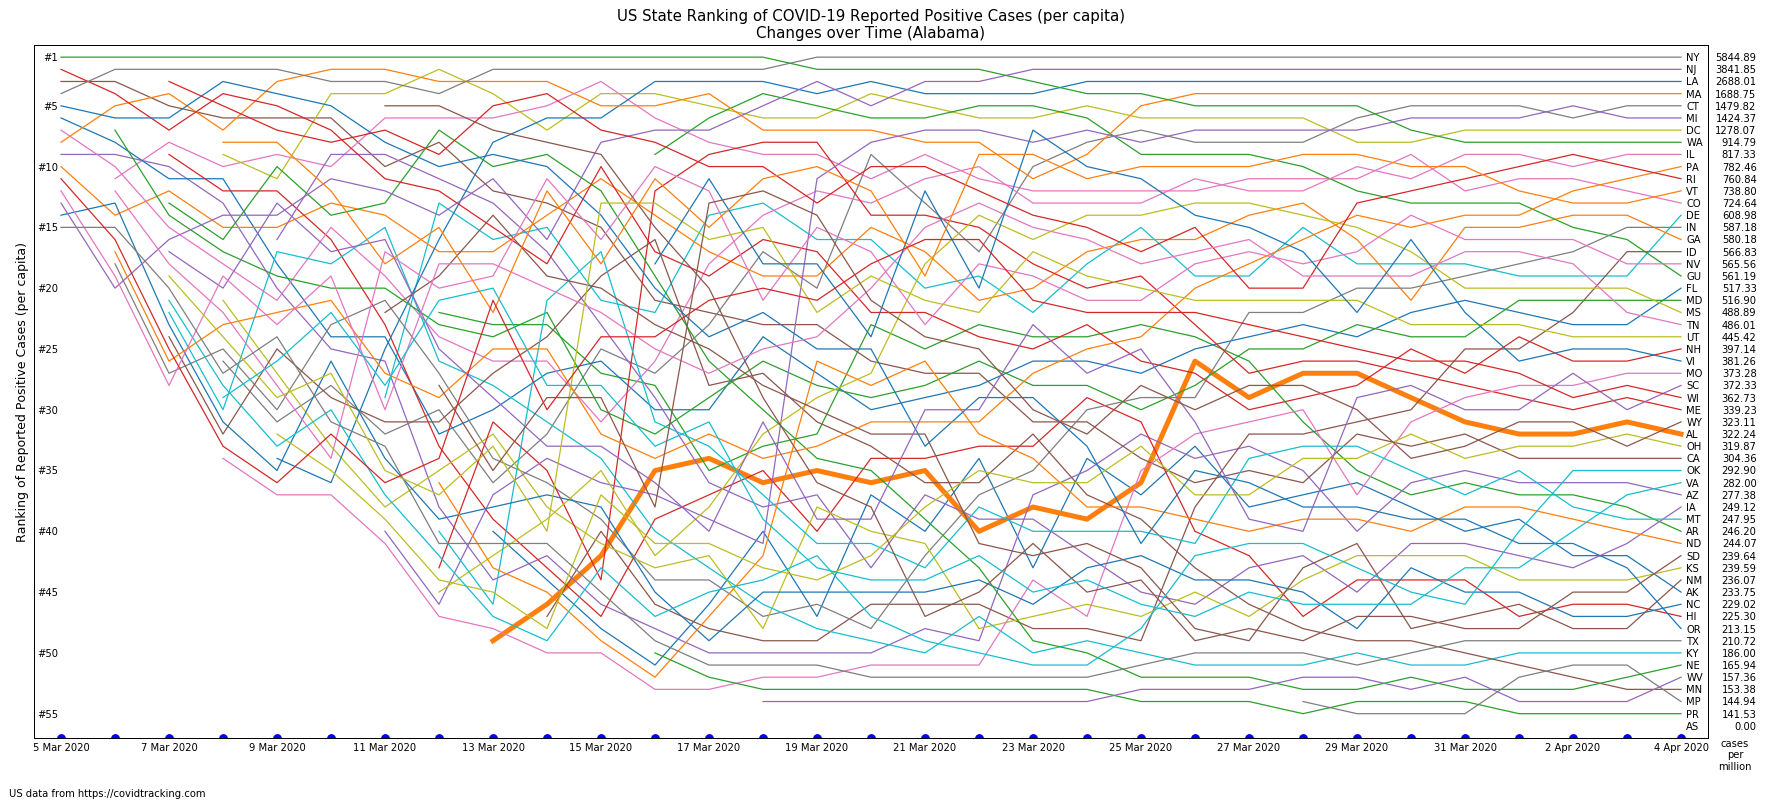 US State Ranking of COVID-19 Reported Positive Cases (per capita)
Changes over Time (Alabama)
Ranking of Reported Positive Cases (per capita)
#1
#5
#10
#15
#20
#25
#30
#35
#40
#45
#50
#55
NY 5844.89
NJ 3841.85
LA 2688.01
MA 1688.75
CT 1479.82
MI 1424.37
DC 1278.07
WA 914.79
IL 817.33
PA 782.46
RI 760.84
VT 738.80
CO 724.64
DE 608.98
IN 587.18
GA 580.18
ID 566.83
NV 565.56
GU 561.19
FL 517.33
MD 516.90
MS 488.89
TN 486.01
UT 445.42
NH 397.14
VI 381.26
MO 373.28
SC 372.33
WI 362.73
ME 339.23
WY 323.11
AL 322.24
OH 319.87
CA 304.36
OK 292.90
VA 282.00
AZ 277.38
IA 249.12
MT 247.95
AR 246.20
ND 244.07
SD 239.64
KS 239.59
NM 236.07
AK 233.75
NC 229.02
HI 225.30
OR 213.15
TX 210.72
KY 186.00
NE 165.94
WV 157.36
MN 153.38
MP 144.94
PR 141.53
AS 0.00
5 Mar 2020 7 Mar 2020 9 Mar 2020 11 Mar 2020 13 Mar 2020 15 Mar 2020 17 Mar 2020 19 Mar 2020 21 Mar 2020 23 Mar 2020 25 Mar 2020 27 Mar 2020 29 Mar 2020 31 Mar 2020 2 Apr 2020 4 Apr 2020
cases
per
million
US data from https://covidtracking.com